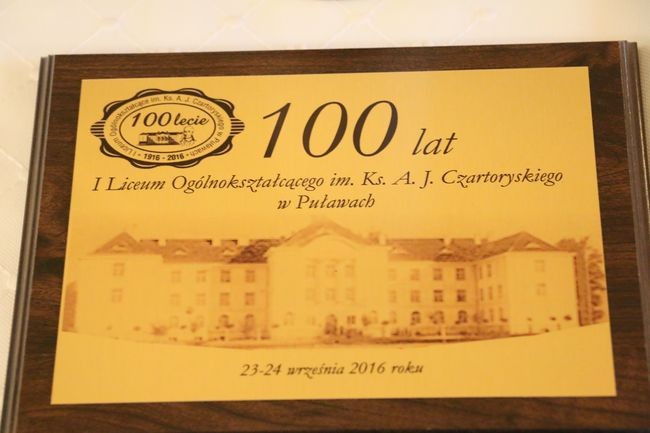 I Liceum Ogólnokształcące im. Ks. A. J. Czartoryskiego w Puławach
100 lecie
1916 - 2016
100 lat
I Liceum Ogólnokształcącego im. Ks. A. J. Czartoryskiego
w Puławach
23-24 września 2016 roku